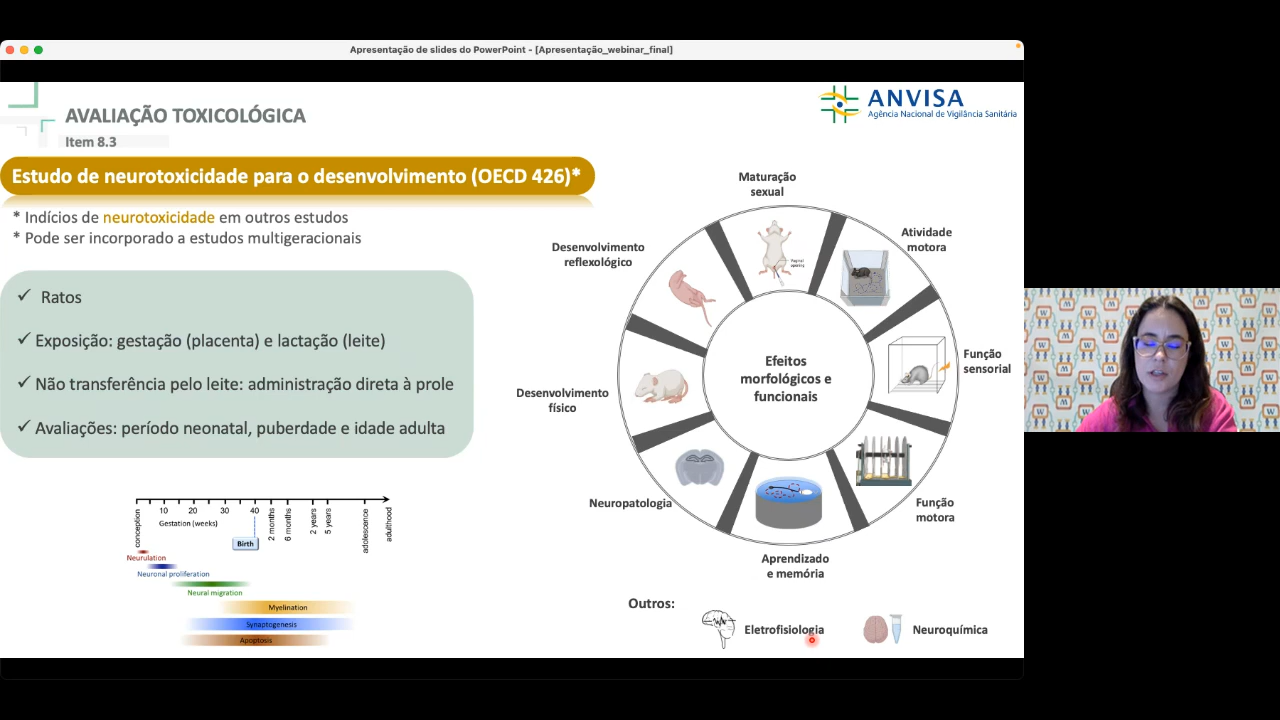 Apresentação de slides do PowerPoint - [Apresentação_webinar_final]
AVALIAÇÃO TOXICOLÓGICA
Item 8.3
ANVISA
Agência Nacional de Vigilância Sanitária
Estudo de neurotoxicidade para o desenvolvimento (OECD 426)*
* Indícios de neurotoxicidade em outros estudos
* Pode ser incorporado a estudos multigeracionais
✓ Ratos
✓ Exposição: gestação (placenta) e lactação (leite)
✓ Não transferência pelo leite: administração direta à prole
✓ Avaliações: período neonatal, puberdade e idade adulta
conception
10 20 30 40
Gestation (weeks)
2 months
6 months
2 years
5 years
adolescence
adulthood
Birth
Neurulation
Neuronal proliferation
Neural migration
Myelination
Synaptogenesis
Apoptosis
Maturação
sexual
Atividade
motora
Função
sensorial
Função
motora
Aprendizado
e memória
Neuropatologia
Desenvolvimento
físico
Desenvolvimento
reflexológico
Vaginal
opening
Efeitos
morfológicos e
funcionais
Outros:
Eletrofisiologia
Neuroquímica